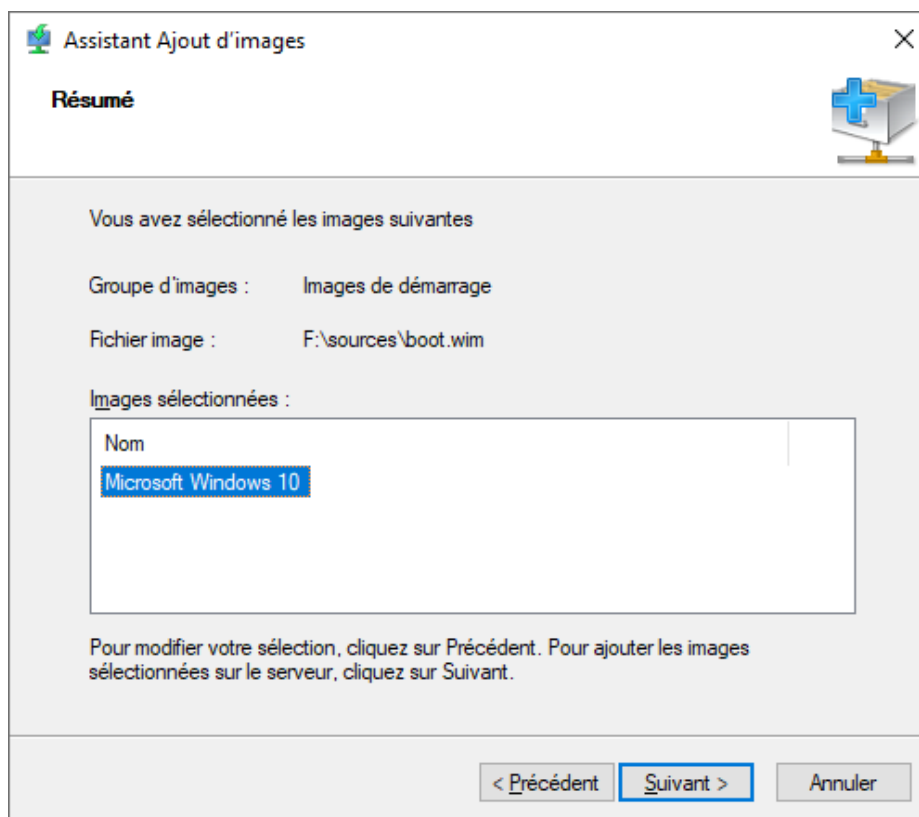 Assistant Ajout d'images
Résumé
Vous avez sélectionné les images suivantes
Groupe d'images : Images de démarrage
Fichier image : F:\sources\boot.wim
Images sélectionnées :
Nom
Microsoft Windows 10
Pour modifier votre sélection, cliquez sur Précédent. Pour ajouter les images
sélectionnées sur le serveur, cliquez sur Suivant.
< Précédent Suivant > Annuler